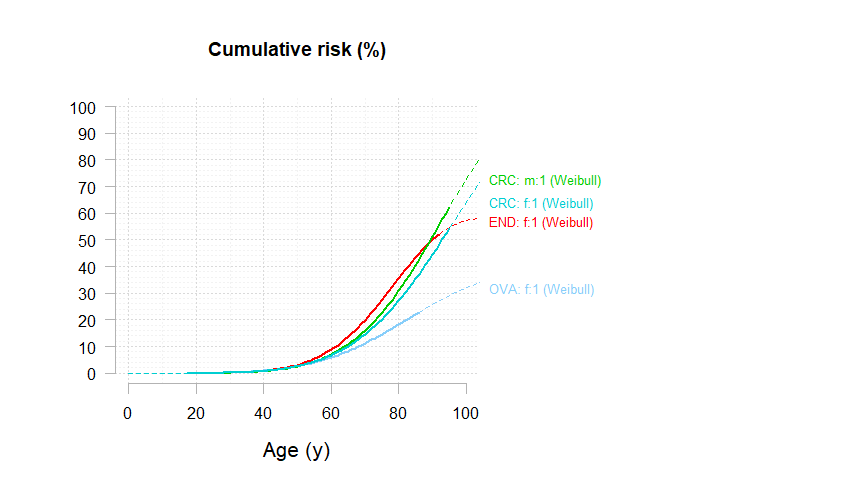 Cumulative risk (%)
100
90
80
70
60
50
40
30
20
10
0
CRC: m:1 (Weibull)
CRC: f:1 (Weibull)
END: f:1 (Weibull)
OVA: f:1 (Weibull)
0 20 40 60 80 100
Age (y)